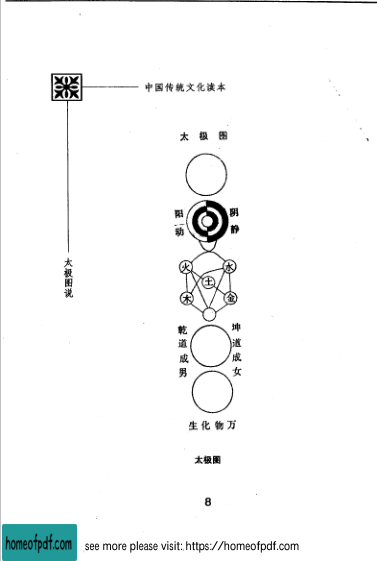 中国传统文化读本
太极图
阳动
阴静
火
水
土
木
金
乾道成男
坤道成女
生化物万
太极图说
太极图
8
homeofpdf.com
see more please visit: https://homeofpdf.com